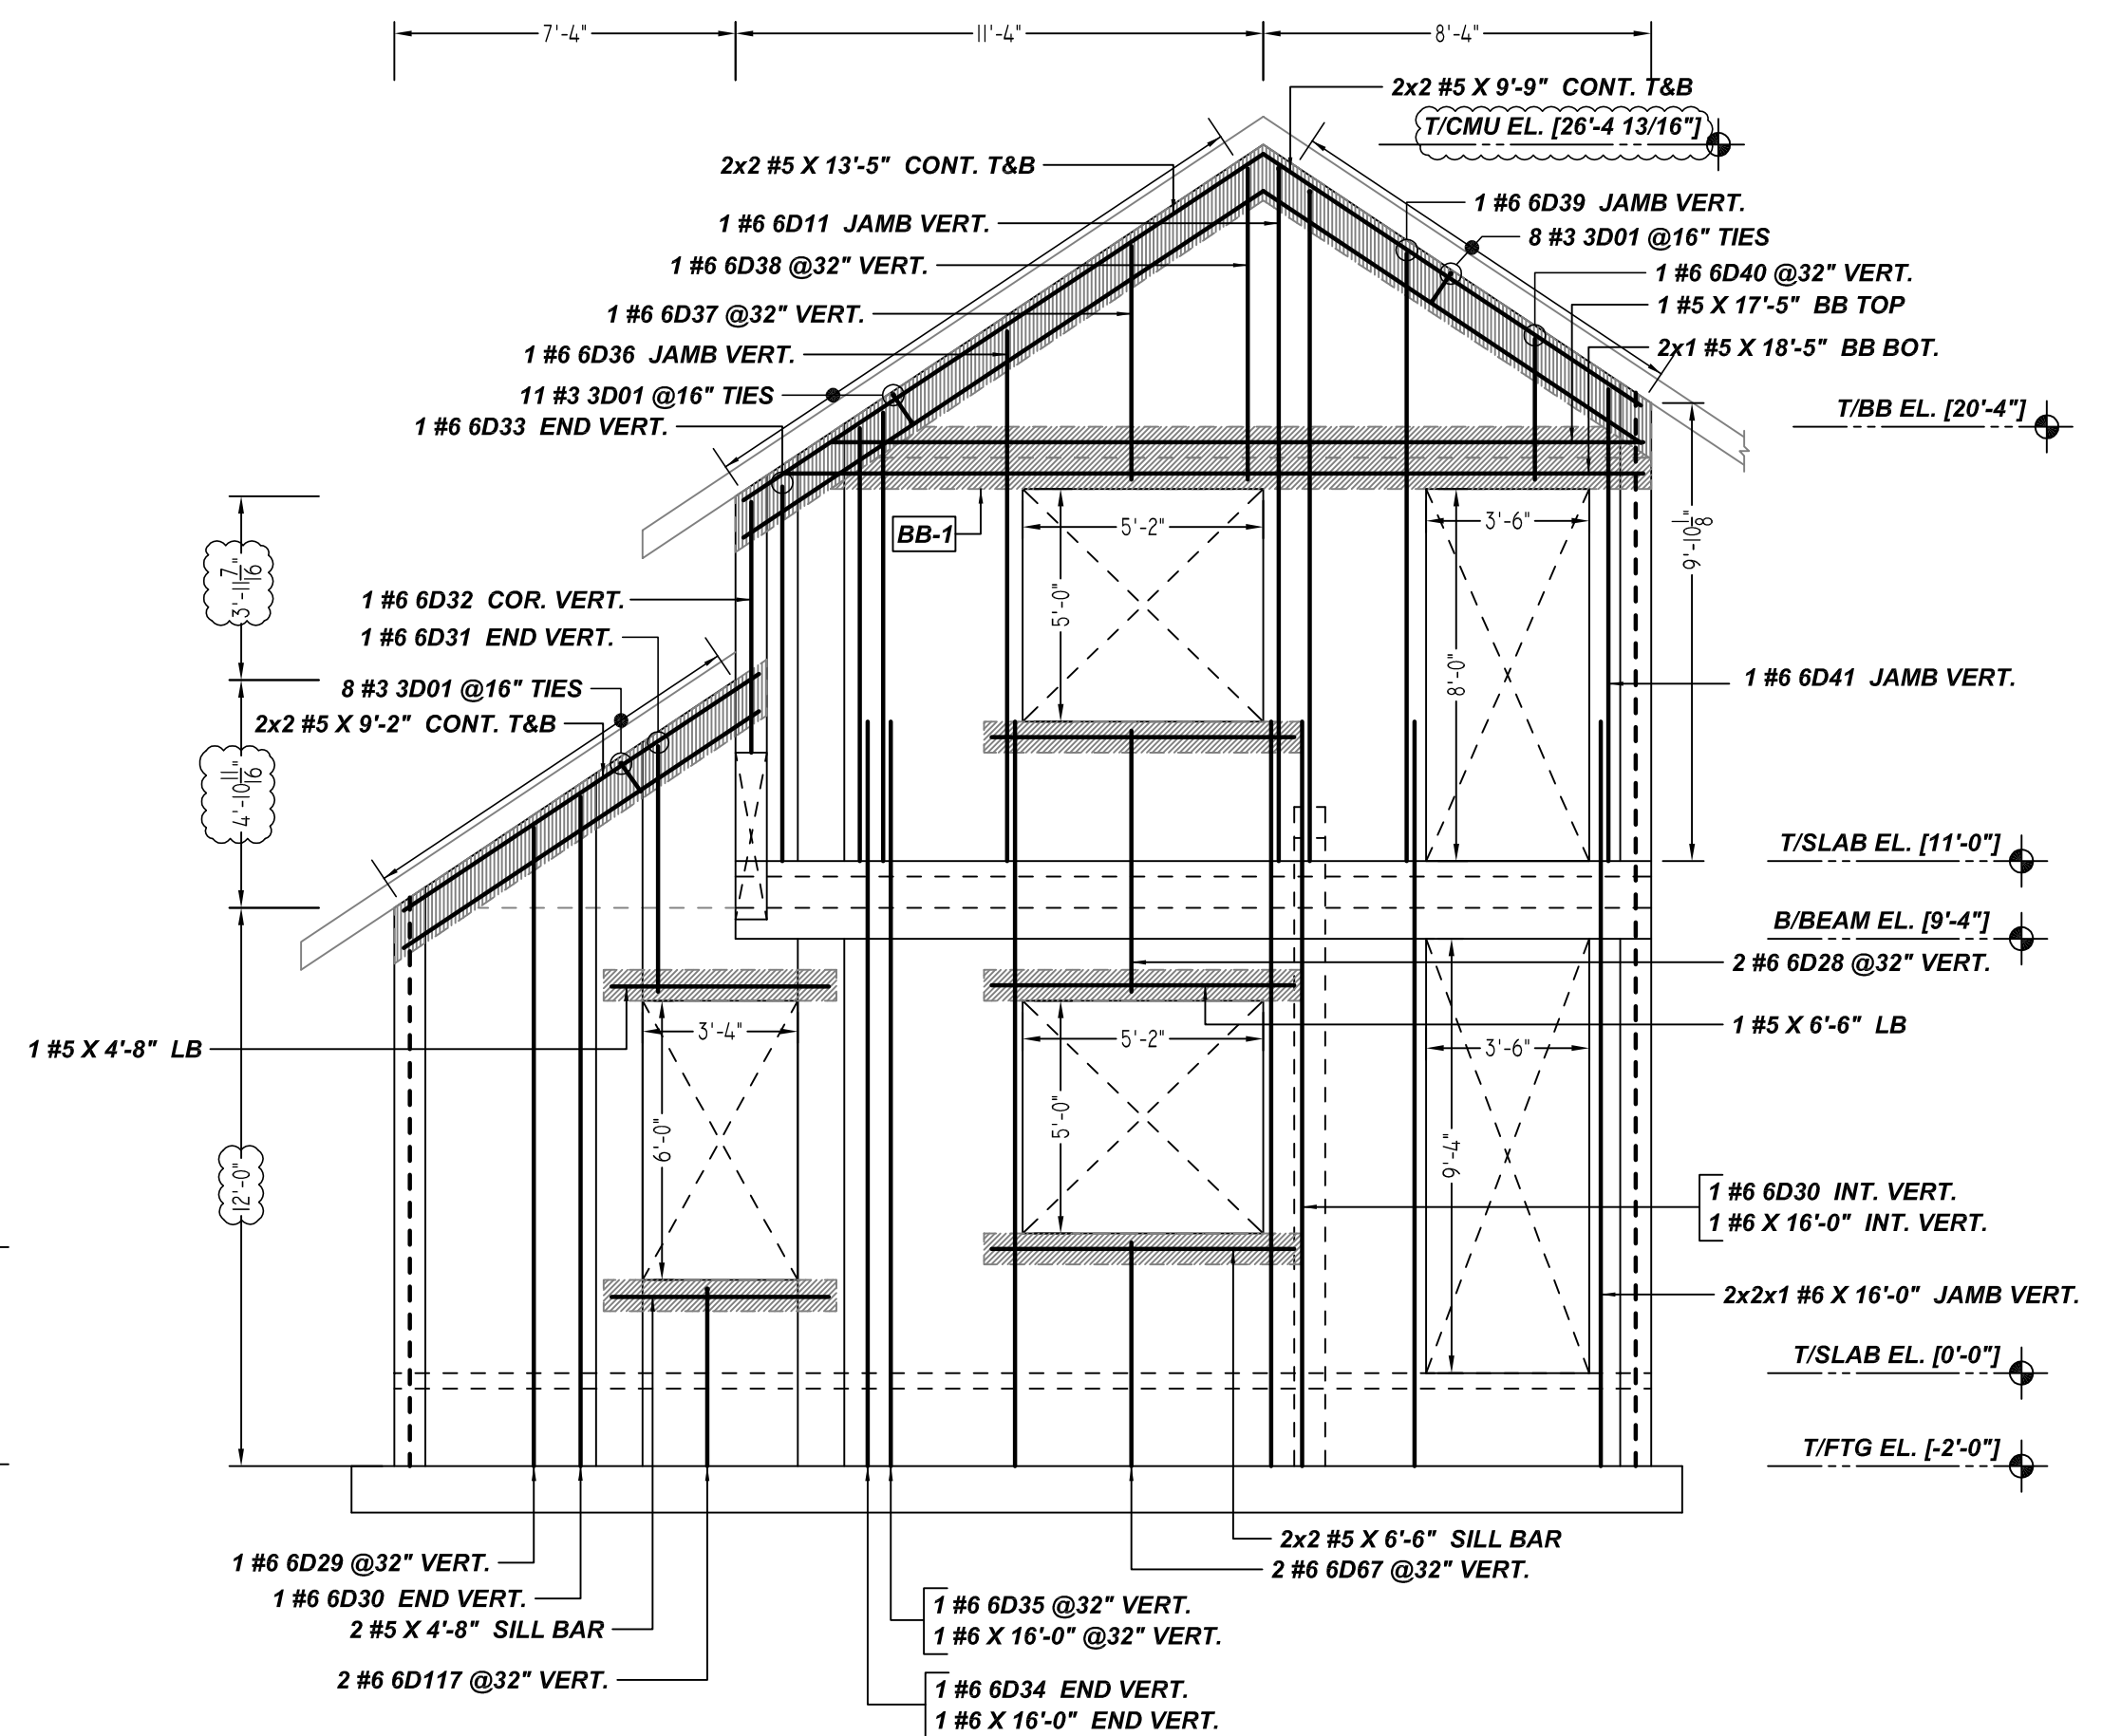 7'-4"
11'-4"
8'-4"
2x2 #5 X 9'-9" CONT. T&B
T/CMU EL. [26'-4 13/16"]
2x2 #5 X 13'-5" CONT. T&B
1 #6 6D11 JAMB VERT.
1 #6 6D39 JAMB VERT.
8 #3 3D01 @16" TIES
1 #6 6D38 @32" VERT.
1 #6 6D40 @32" VERT.
1 #5 X 17'-5" BB TOP
1 #6 6D37 @32" VERT.
2x1 #5 X 18'-5" BB BOT.
1 #6 6D36 JAMB VERT.
11 #3 3D01 @16" TIES
T/BB EL. [20'-4"]
1 #6 6D33 END VERT.
BB-1
5'-2"
3'-6"
9'-10 1/8"
3'-11 7/16"
5'-0"
1 #6 6D32 COR. VERT.
1 #6 6D31 END VERT.
8'-0"
1 #6 6D41 JAMB VERT.
8 #3 3D01 @16" TIES
2x2 #5 X 9'-2" CONT. T&B
4'-10 11/16"
T/SLAB EL. [11'-0"]
B/BEAM EL. [9'-4"]
2 #6 6D28 @32" VERT.
1 #5 X 6'-6" LB
3'-4"
5'-2"
3'-6"
1 #5 X 4'-8" LB
6'-0"
5'-0"
9'-4"
12'-0"
1 #6 6D30 INT. VERT.
1 #6 X 16'-0" INT. VERT.
2x2x1 #6 X 16'-0" JAMB VERT.
T/SLAB EL. [0'-0"]
T/FTG EL. [-2'-0"]
2x2 #5 X 6'-6" SILL BAR
2 #6 6D67 @32" VERT.
1 #6 6D29 @32" VERT.
1 #6 6D30 END VERT.
2 #5 X 4'-8" SILL BAR
2 #6 6D117 @32" VERT.
1 #6 6D35 @32" VERT.
1 #6 X 16'-0" @32" VERT.
1 #6 6D34 END VERT.
1 #6 X 16'-0" END VERT.